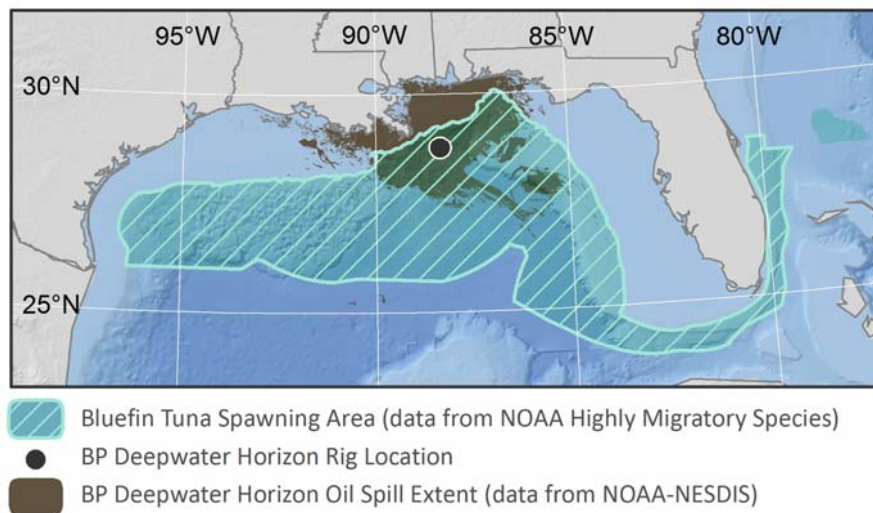 95°W 90°W 85°W 80°W
30°N
25°N
Bluefin Tuna Spawning Area (data from NOAA Highly Migratory Species)
BP Deepwater Horizon Rig Location
BP Deepwater Horizon Oil Spill Extent (data from NOAA-NESDIS)